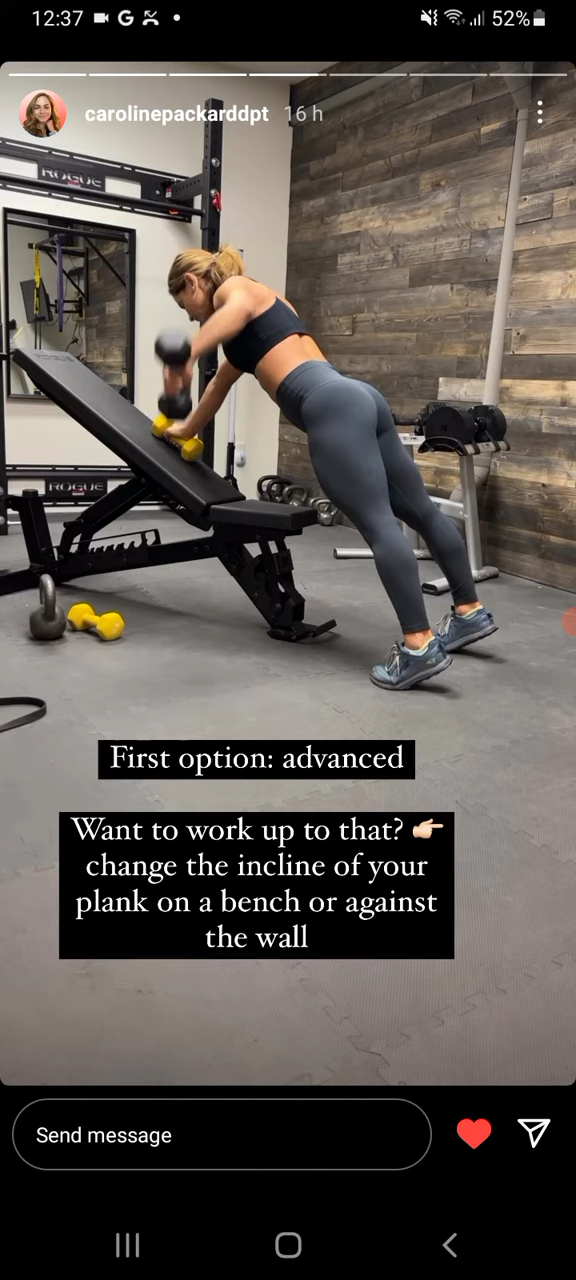 12:37 G 52%
carolinepackarddpt 16 h
ROGUE
ROGUE
First option: advanced
Want to work up to that? 👉🏻
change the incline of your
plank on a bench or against
the wall
Send message